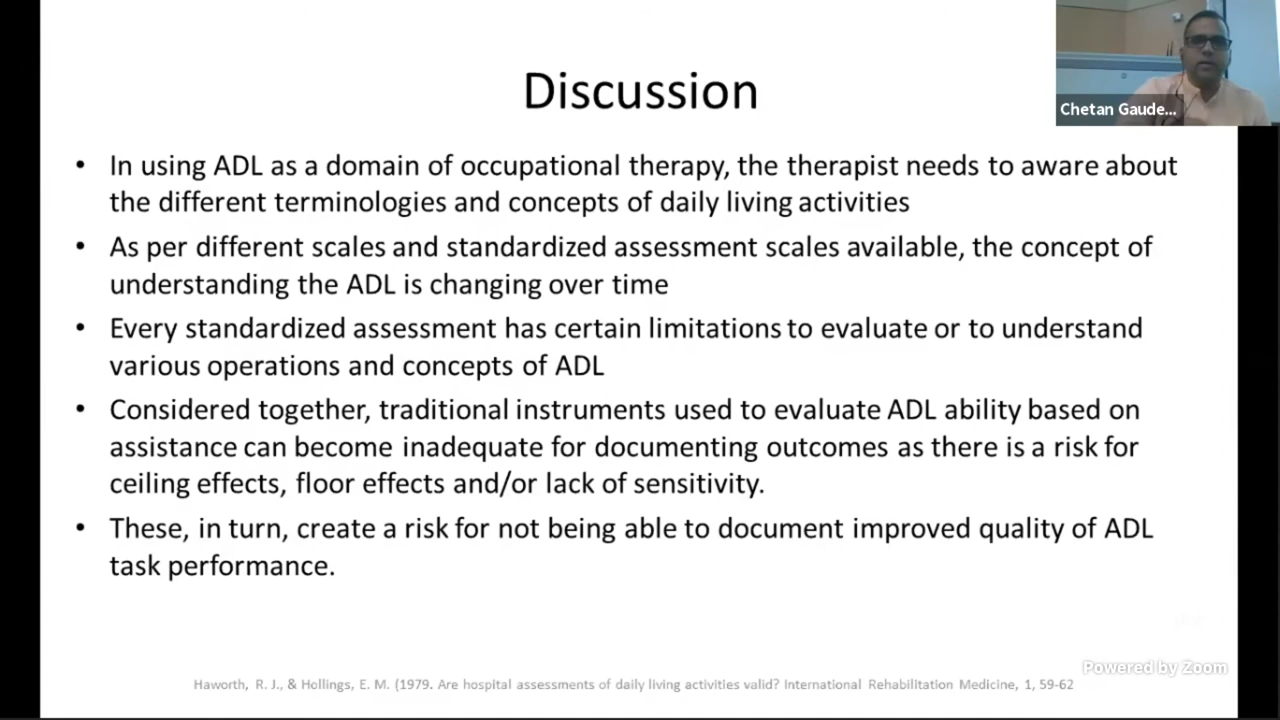 Discussion
Chetan Gaude...
• In using ADL as a domain of occupational therapy, the therapist needs to aware about
the different terminologies and concepts of daily living activities
• As per different scales and standardized assessment scales available, the concept of
understanding the ADL is changing over time
• Every standardized assessment has certain limitations to evaluate or to understand
various operations and concepts of ADL
• Considered together, traditional instruments used to evaluate ADL ability based on
assistance can become inadequate for documenting outcomes as there is a risk for
ceiling effects, floor effects and/or lack of sensitivity.
• These, in turn, create a risk for not being able to document improved quality of ADL
task performance.
Powered by Zoom
Haworth, R. J., & Hollings, E. M. (1979. Are hospital assessments of daily living activities valid? International Rehabilitation Medicine, 1, 59-62